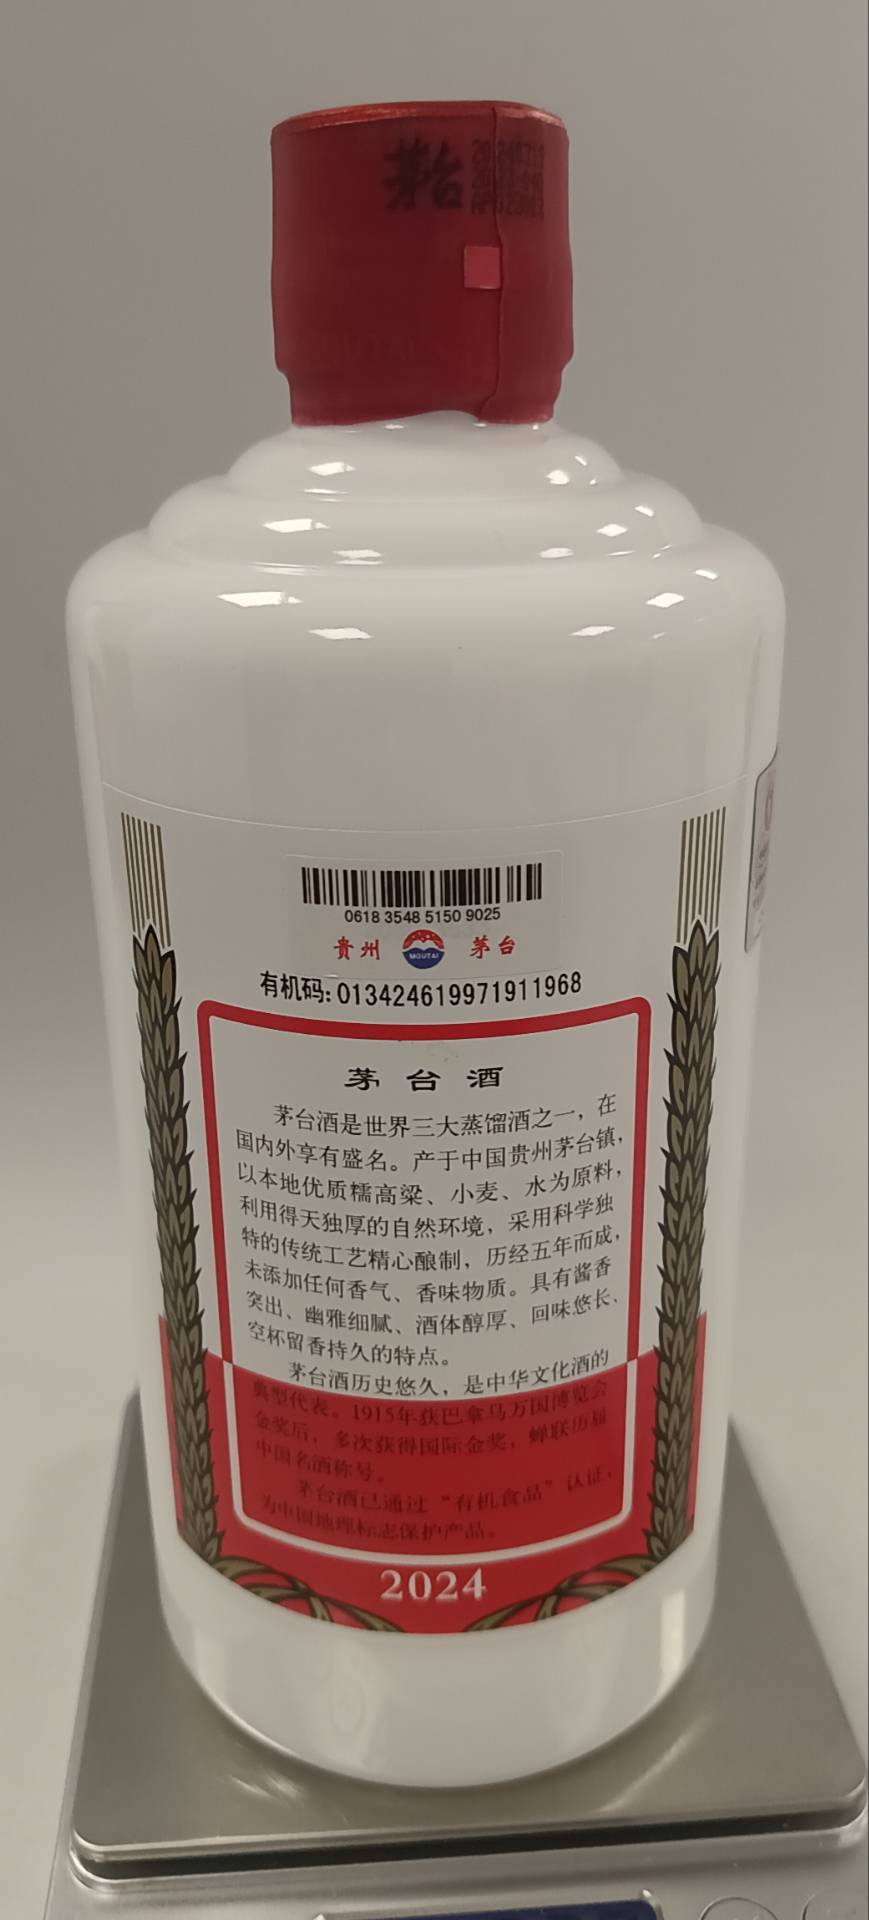 茅台
0618 3548 5150 9025
贵州 MOUTAI 茅台
有机码:013424619971911968
茅台酒
茅台酒是世界三大蒸馏酒之一，在
国内外享有盛名。产于中国贵州茅台镇，
以本地优质糯高粱、小麦、水为原料，
利用得天独厚的自然环境，采用科学独
特的传统工艺精心酿制，历经五年而成，
未添加任何香气、香味物质。具有酱香
突出、幽雅细腻、酒体醇厚、回味悠长、
空杯留香持久的特点。
茅台酒历史悠久，是中华文化酒的
典型代表。1915年获巴拿马万国博览会
金奖后，多次获得国际金奖，蝉联历届
中国名酒称号。
茅台酒已通过“有机食品”认证，
为中国地理标志保护产品。
2024